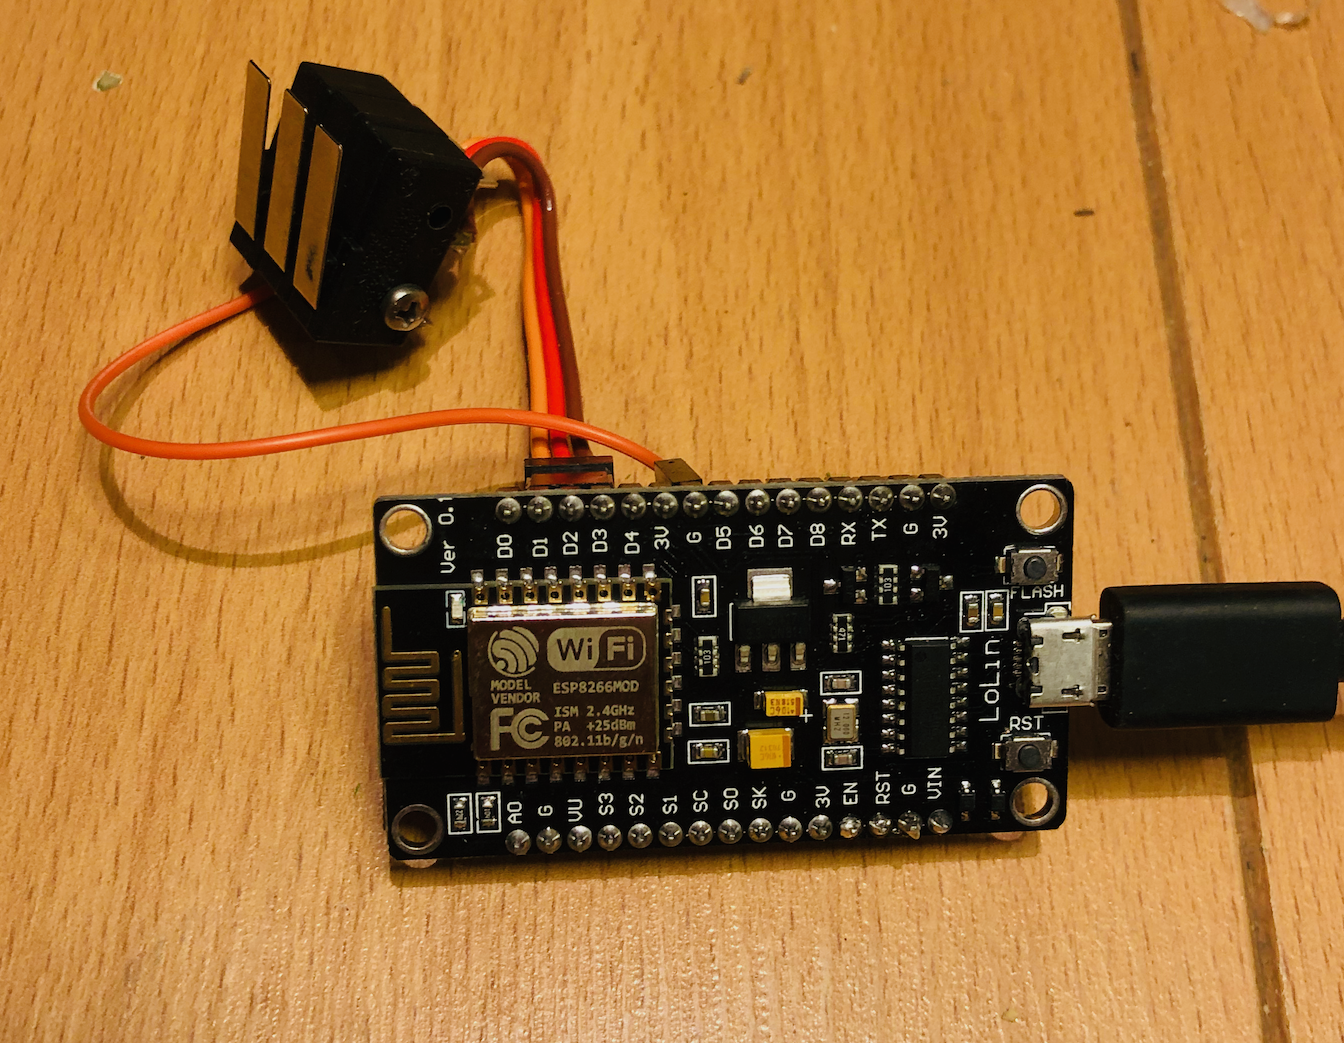 Ver 0.1
D0 D1 D2 D3 D4 3V G D5 D6 D7 D8 RX TX G 3V
FLASH
WiFi
MODEL
VENDOR
ESP8266MOD
FC
ISM 2.4GHz
PA +25dBm
802.11b/g/n
103
103
471
+
LoLin
RST
A0 G VU S3 S2 S1 SC S0 SK G 3V EN RST G VIN